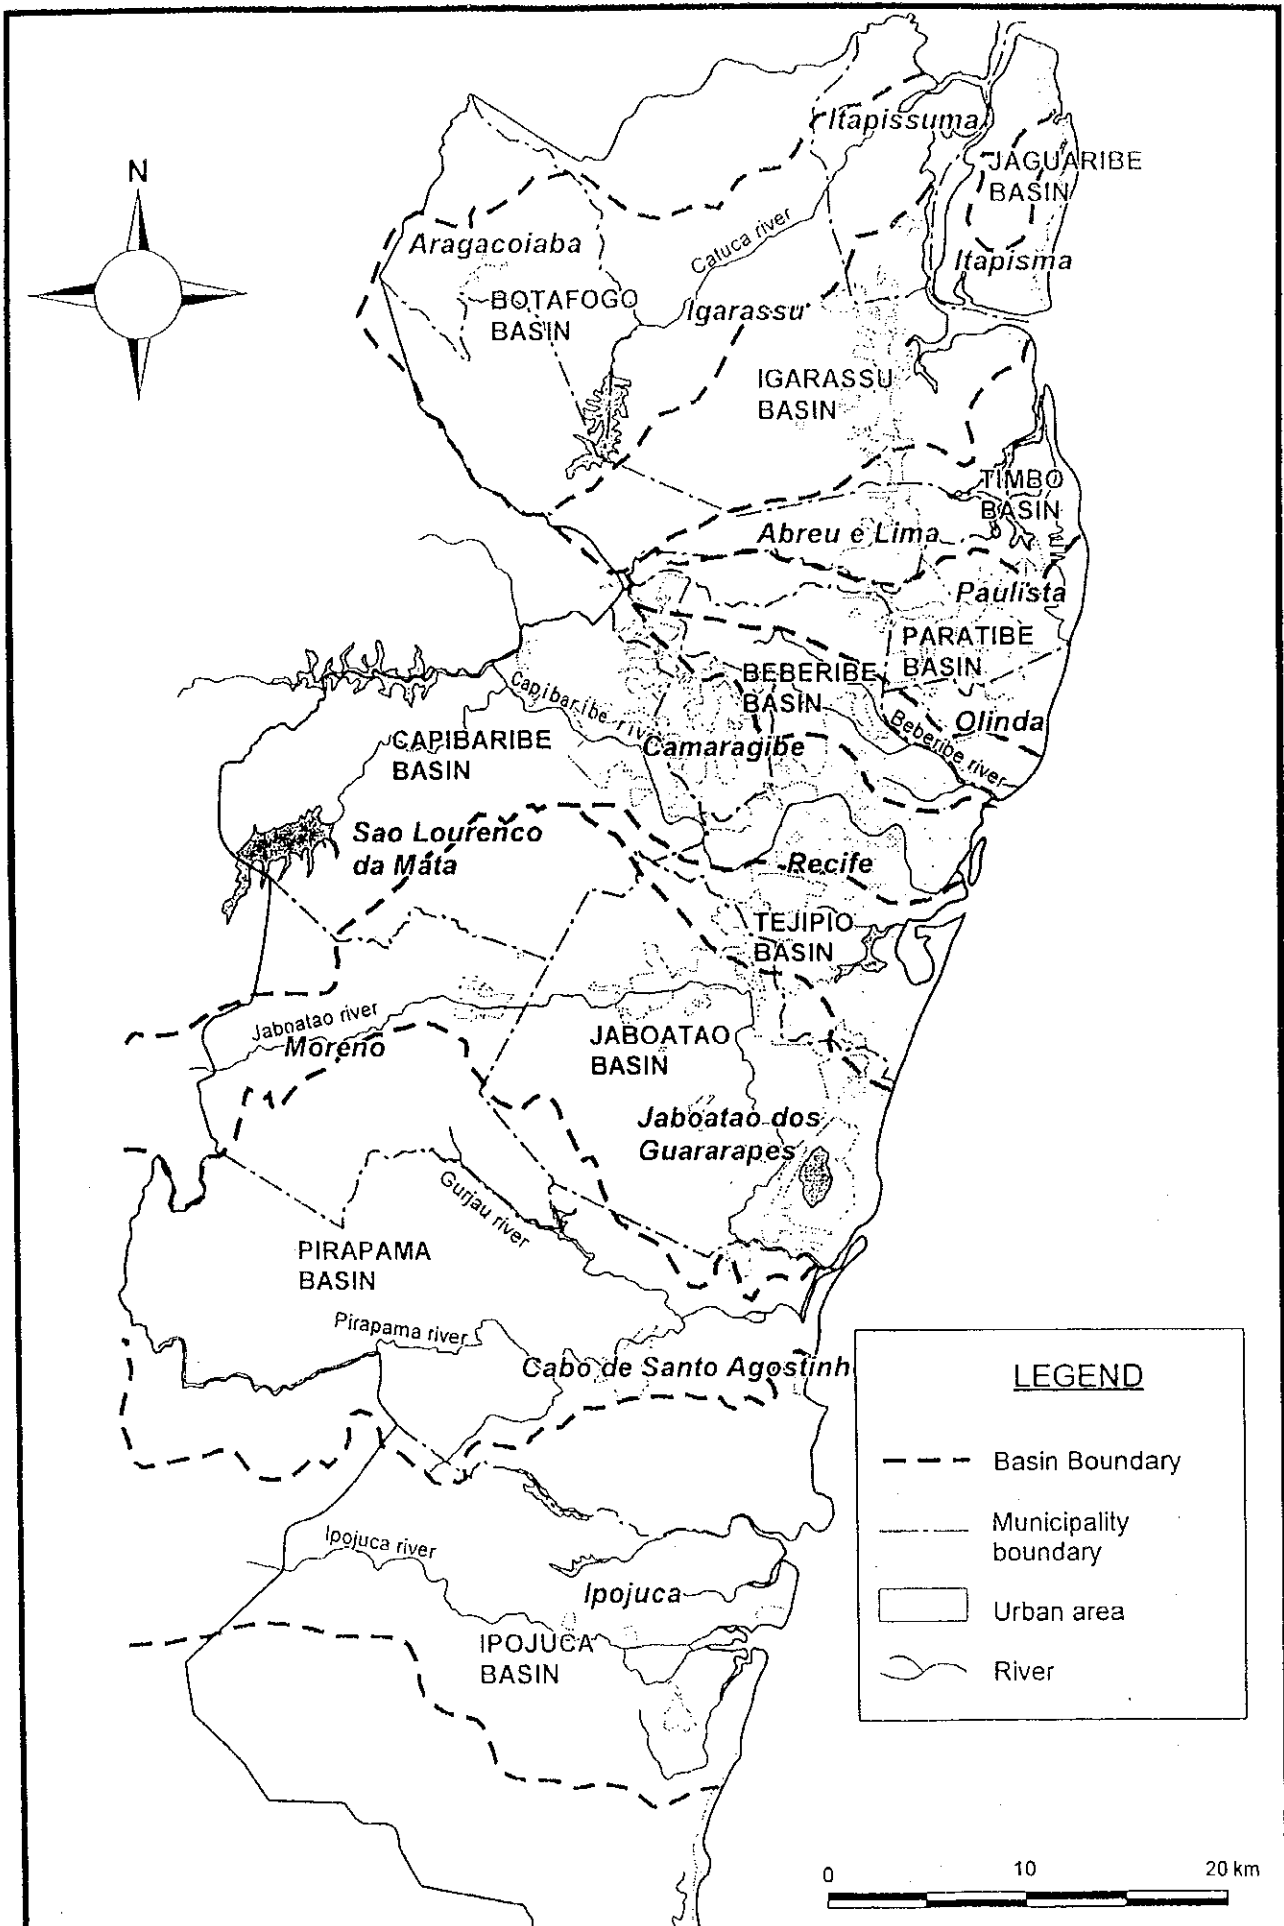 N
Itapissuma
JAGUARIBE
BASIN
Aragacoiaba
Catuca river
Itapisma
BOTAFOGO
BASIN
Igarassu
IGARASSU
BASIN
TIMBO
BASIN
Abreu e Lima
Paulista
PARATIBE
BASIN
BEBERIBE
BASIN
Capibaribe riv
Olinda
Beberibe river
CAPIBARIBE
BASIN
Camaragibe
Sao Lourenco
da Mata
Recife
TEJIPIO
BASIN
Jaboatao river
Moreno
JABOATAO
BASIN
Jaboatao dos
Guararapes
Gurjau river
PIRAPAMA
BASIN
Pirapama river
Cabo de Santo Agostinh
LEGEND
Basin Boundary
Municipality
boundary
Urban area
River
Ipojuca river
Ipojuca
IPOJUCA
BASIN
0 10 20 km